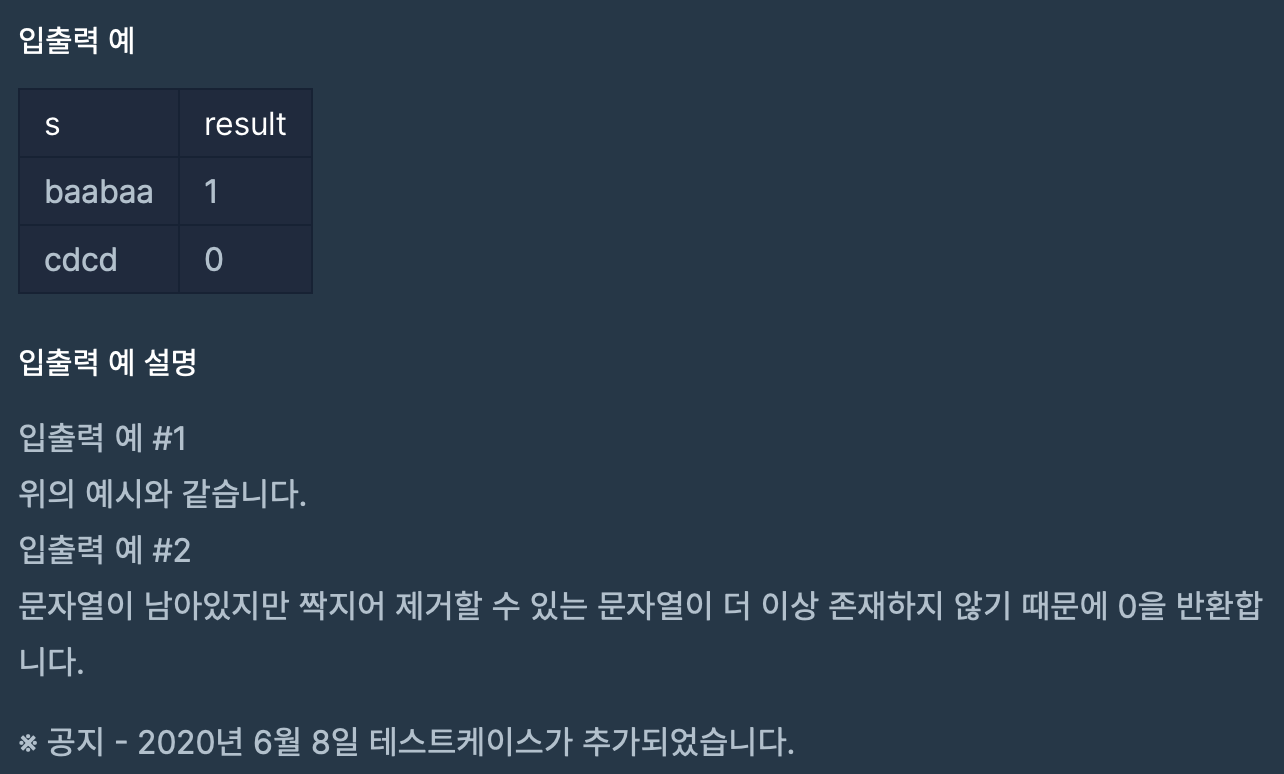 입출력 예
s result
baabaa 1
cdcd 0
입출력 예 설명
입출력 예 #1
위의 예시와 같습니다.
입출력 예 #2
문자열이 남아있지만 짝지어 제거할 수 있는 문자열이 더 이상 존재하지 않기 때문에 0을 반환합
니다.
※ 공지 - 2020년 6월 8일 테스트케이스가 추가되었습니다.